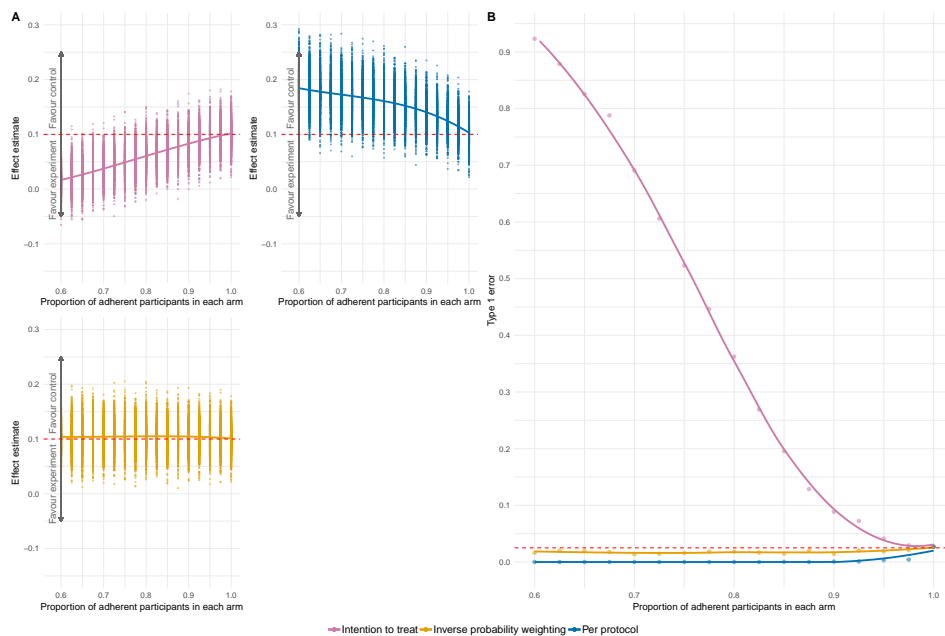 A
0.3
0.2
0.1
0.0
−0.1
Effect estimate
Favour experiment
Favour control
0.6
0.7
0.8
0.9
1.0
Proportion of adherent participants in each arm
0.3
0.2
0.1
0.0
−0.1
Effect estimate
Favour experiment
Favour control
0.6
0.7
0.8
0.9
1.0
Proportion of adherent participants in each arm
0.3
0.2
0.1
0.0
−0.1
Effect estimate
Favour experiment
Favour control
0.6
0.7
0.8
0.9
1.0
Proportion of adherent participants in each arm
B
0.9
0.8
0.7
0.6
0.5
0.4
0.3
0.2
0.1
0.0
Type 1 error
0.6
0.7
0.8
0.9
1.0
Proportion of adherent participants in each arm
Intention to treat Inverse probability weighting Per protocol